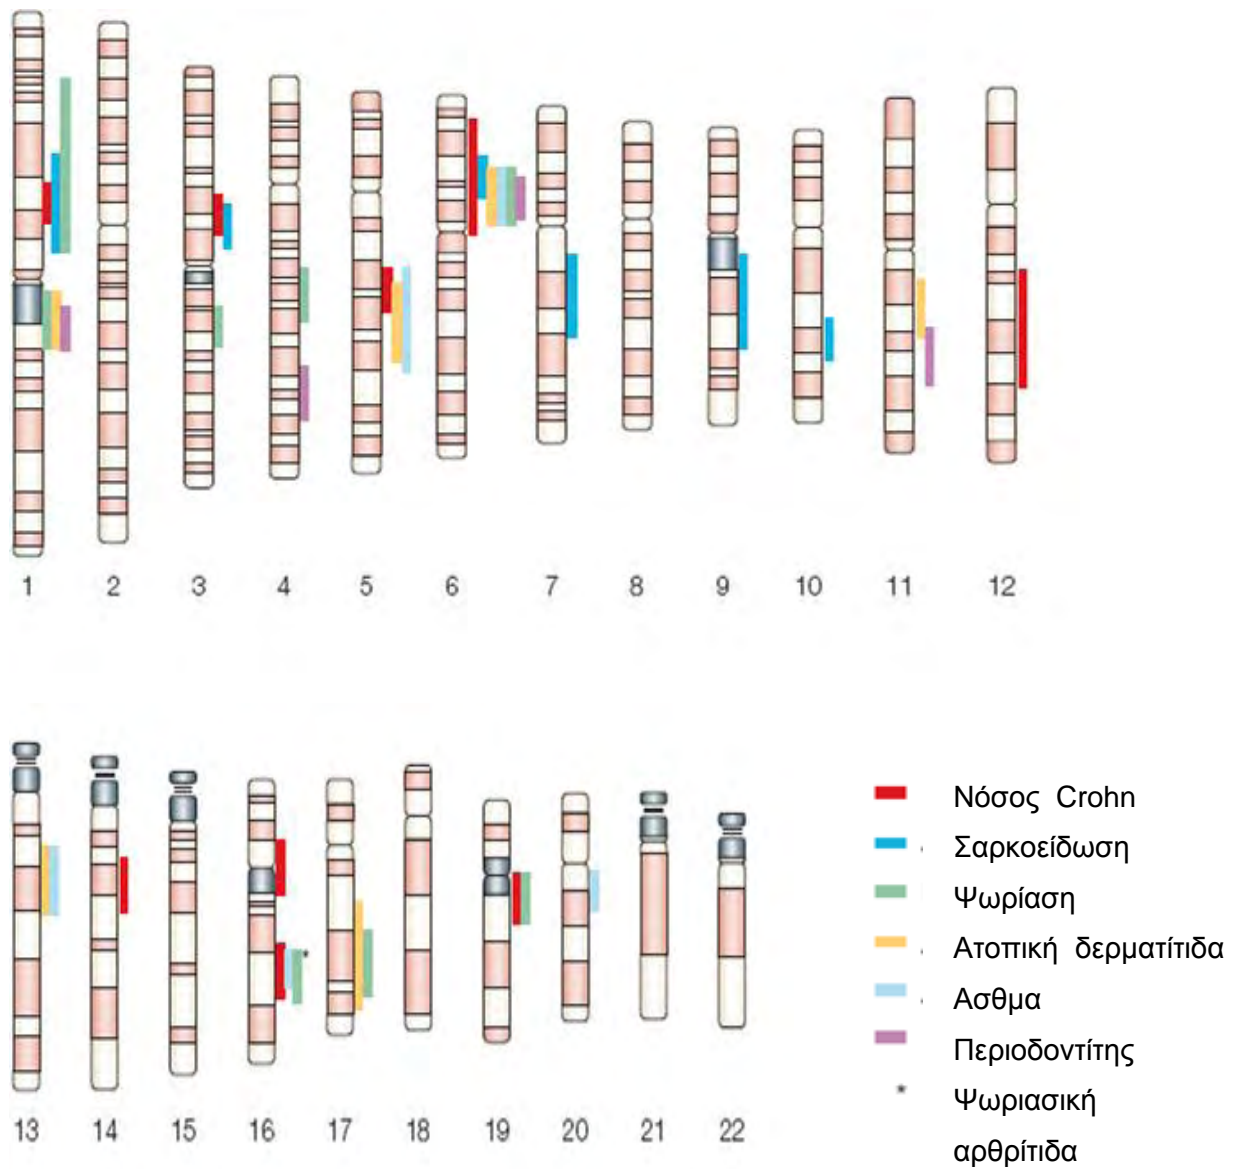 1 2 3 4 5 6 7 8 9 10 11 12
*
13 14 15 16 17 18 19 20 21 22
Νόσος Crohn
Σαρκοείδωση
Ψωρίαση
Ατοπική δερματίτιδα
Ασθμα
Περιοδοντίτης
* Ψωριασική
αρθρίτιδα